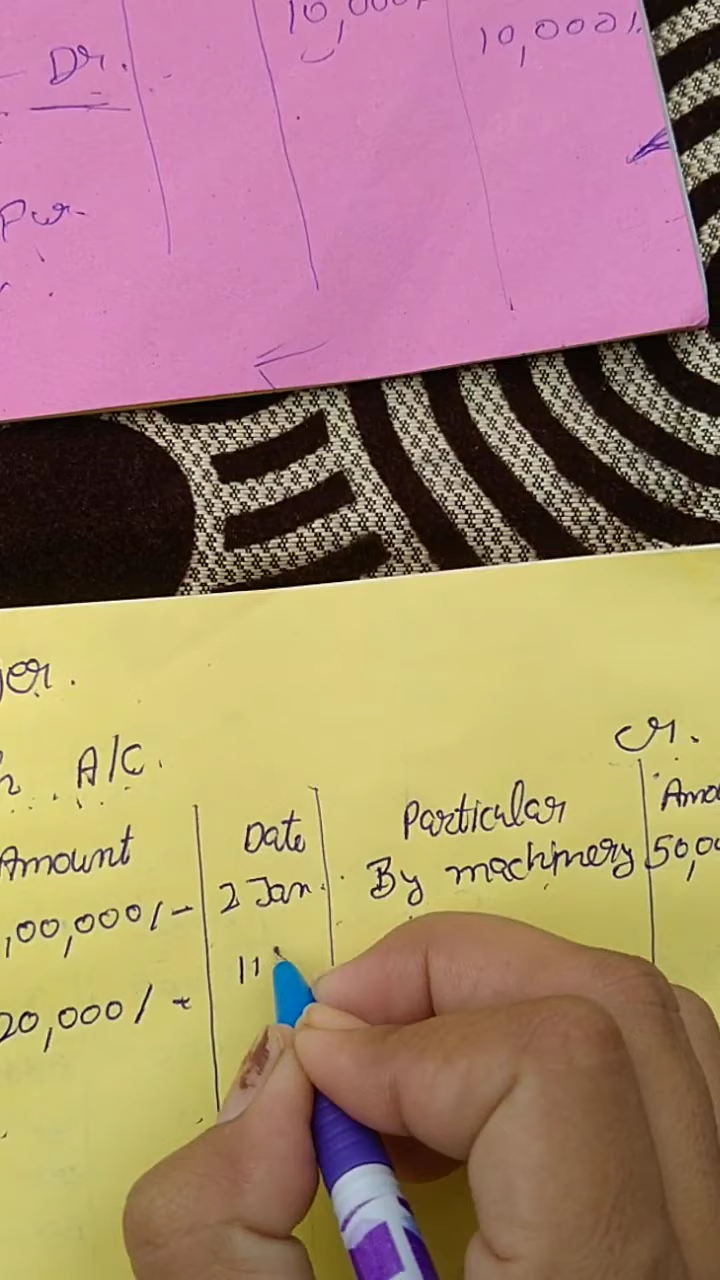 10,000/
10,000/.
Dr.
Pur
A/C.
Cr.
Amount Date Particular Amo
,00,000/- 2 Jan. By machinery 50,00
20,000/- 11